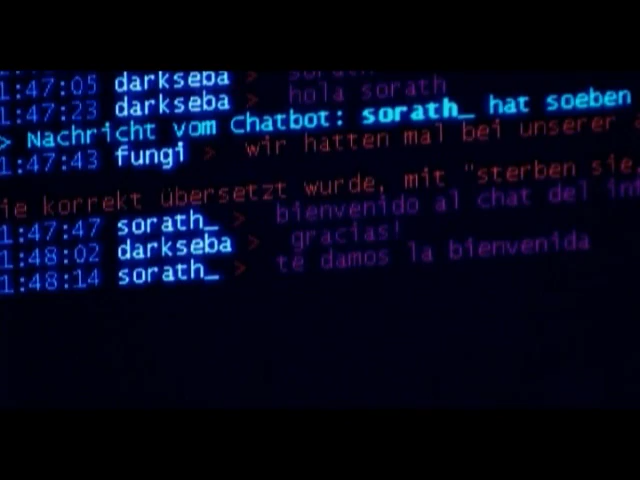 1:47:05 darkseba > sorath
1:47:23 darkseba > hola sorath
> Nachricht vom Chatbot: sorath_ hat soeben
1:47:43 fungi > wir hatten mal bei unserer
ie korrekt übersetzt wurde, mit "sterben sie
1:47:47 sorath_ > bienvenido al chat del
1:48:02 darkseba > gracias!
1:48:14 sorath_ > te damos la bienvenida